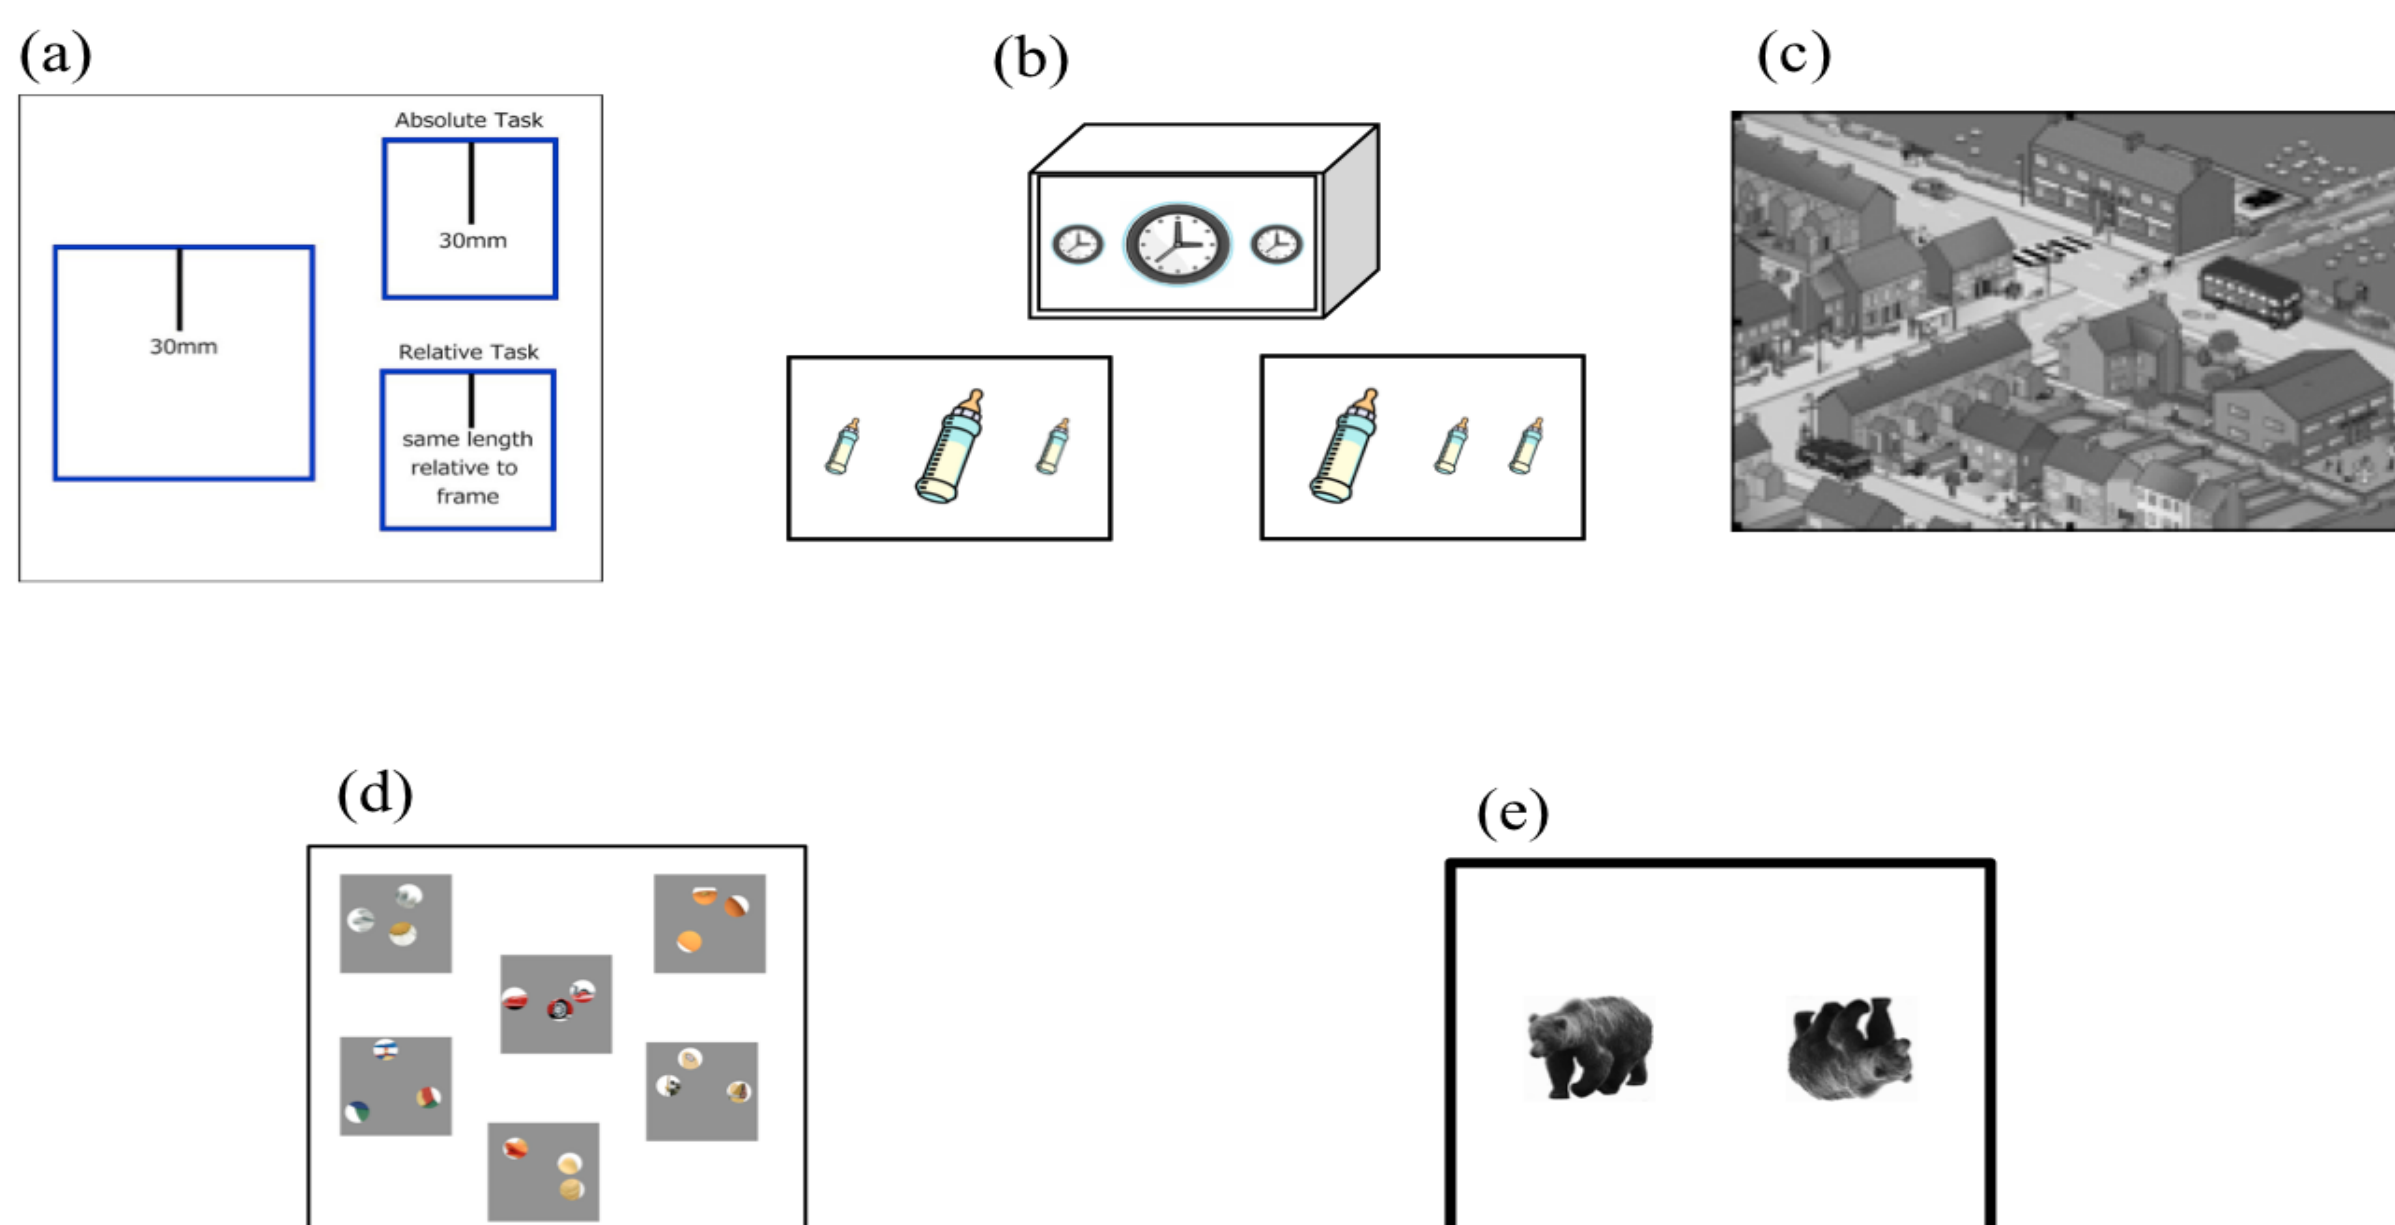 (a)
Absolute Task
30mm
30mm
Relative Task
same length
relative to
frame
(b)
(c)
(d)
(e)